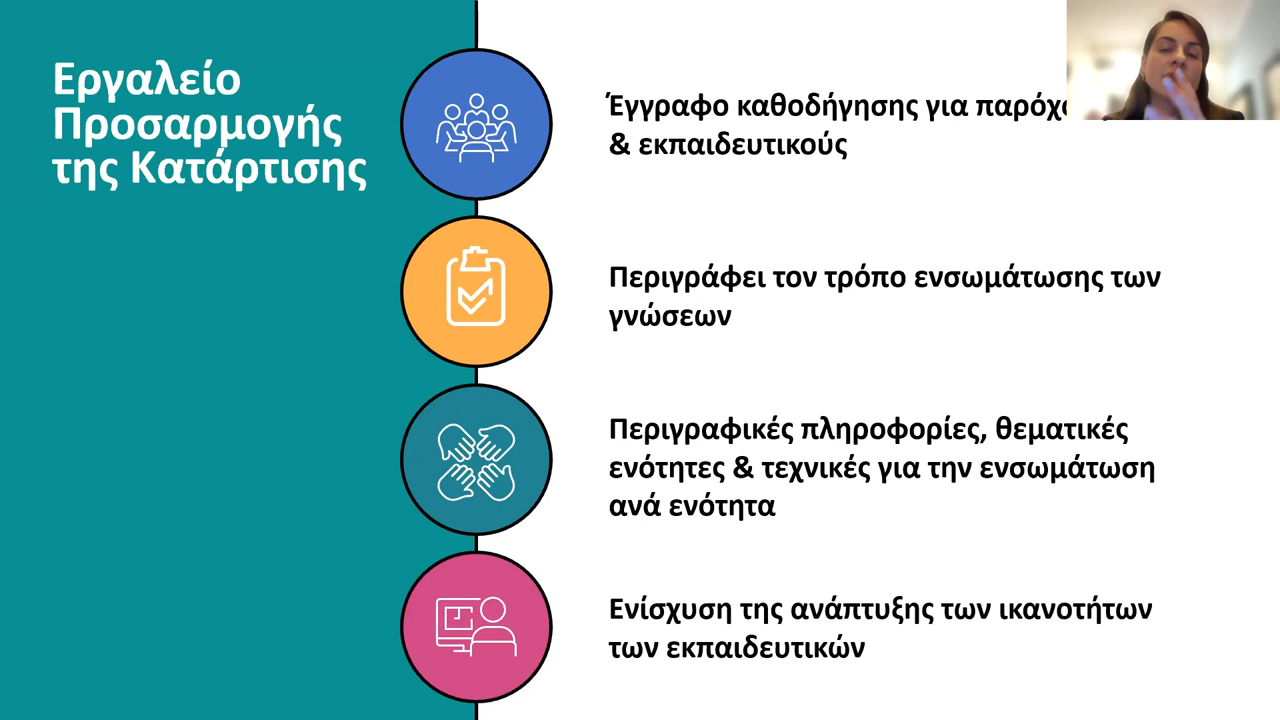 Εργαλείο
Προσαρμογής
της Κατάρτισης
Έγγραφο καθοδήγησης για
& εκπαιδευτικούς
Περιγράφει τον τρόπο ενσωμάτωσης των
γνώσεων
Περιγραφικές πληροφορίες, θεματικές
ενότητες & τεχνικές για την ενσωμάτωση
ανά ενότητα
Ενίσχυση της ανάπτυξης των ικανοτήτων
των εκπαιδευτικών